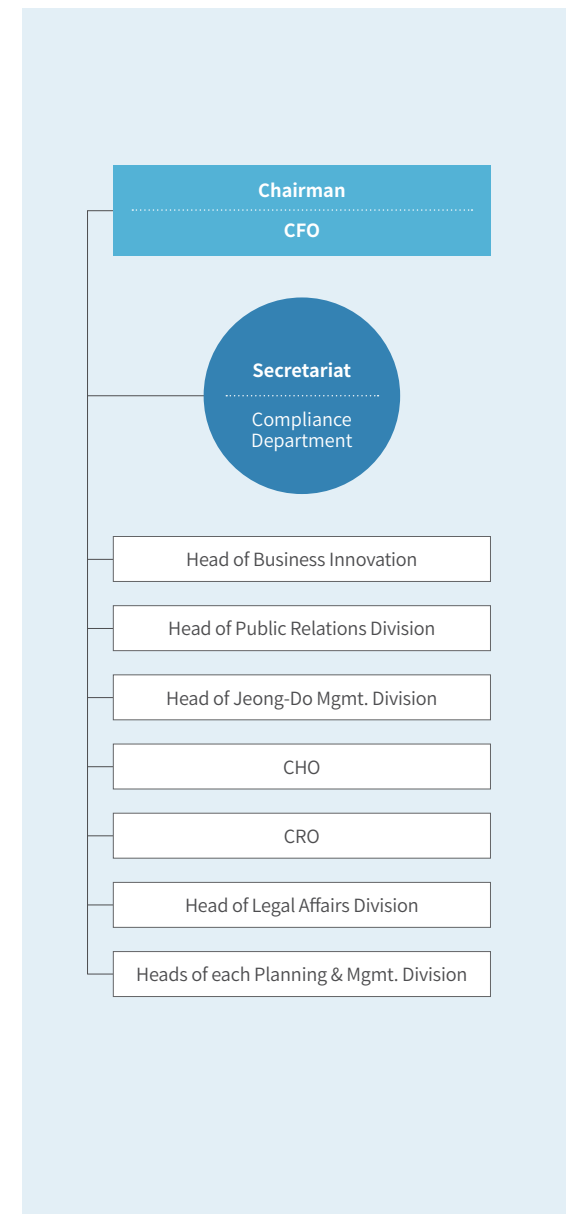 Chairman
CFO
Secretariat
Compliance
Department
Head of Business Innovation
Head of Public Relations Division
Head of Jeong-Do Mgmt. Division
CHO
CRO
Head of Legal Affairs Division
Heads of each Planning & Mgmt. Division